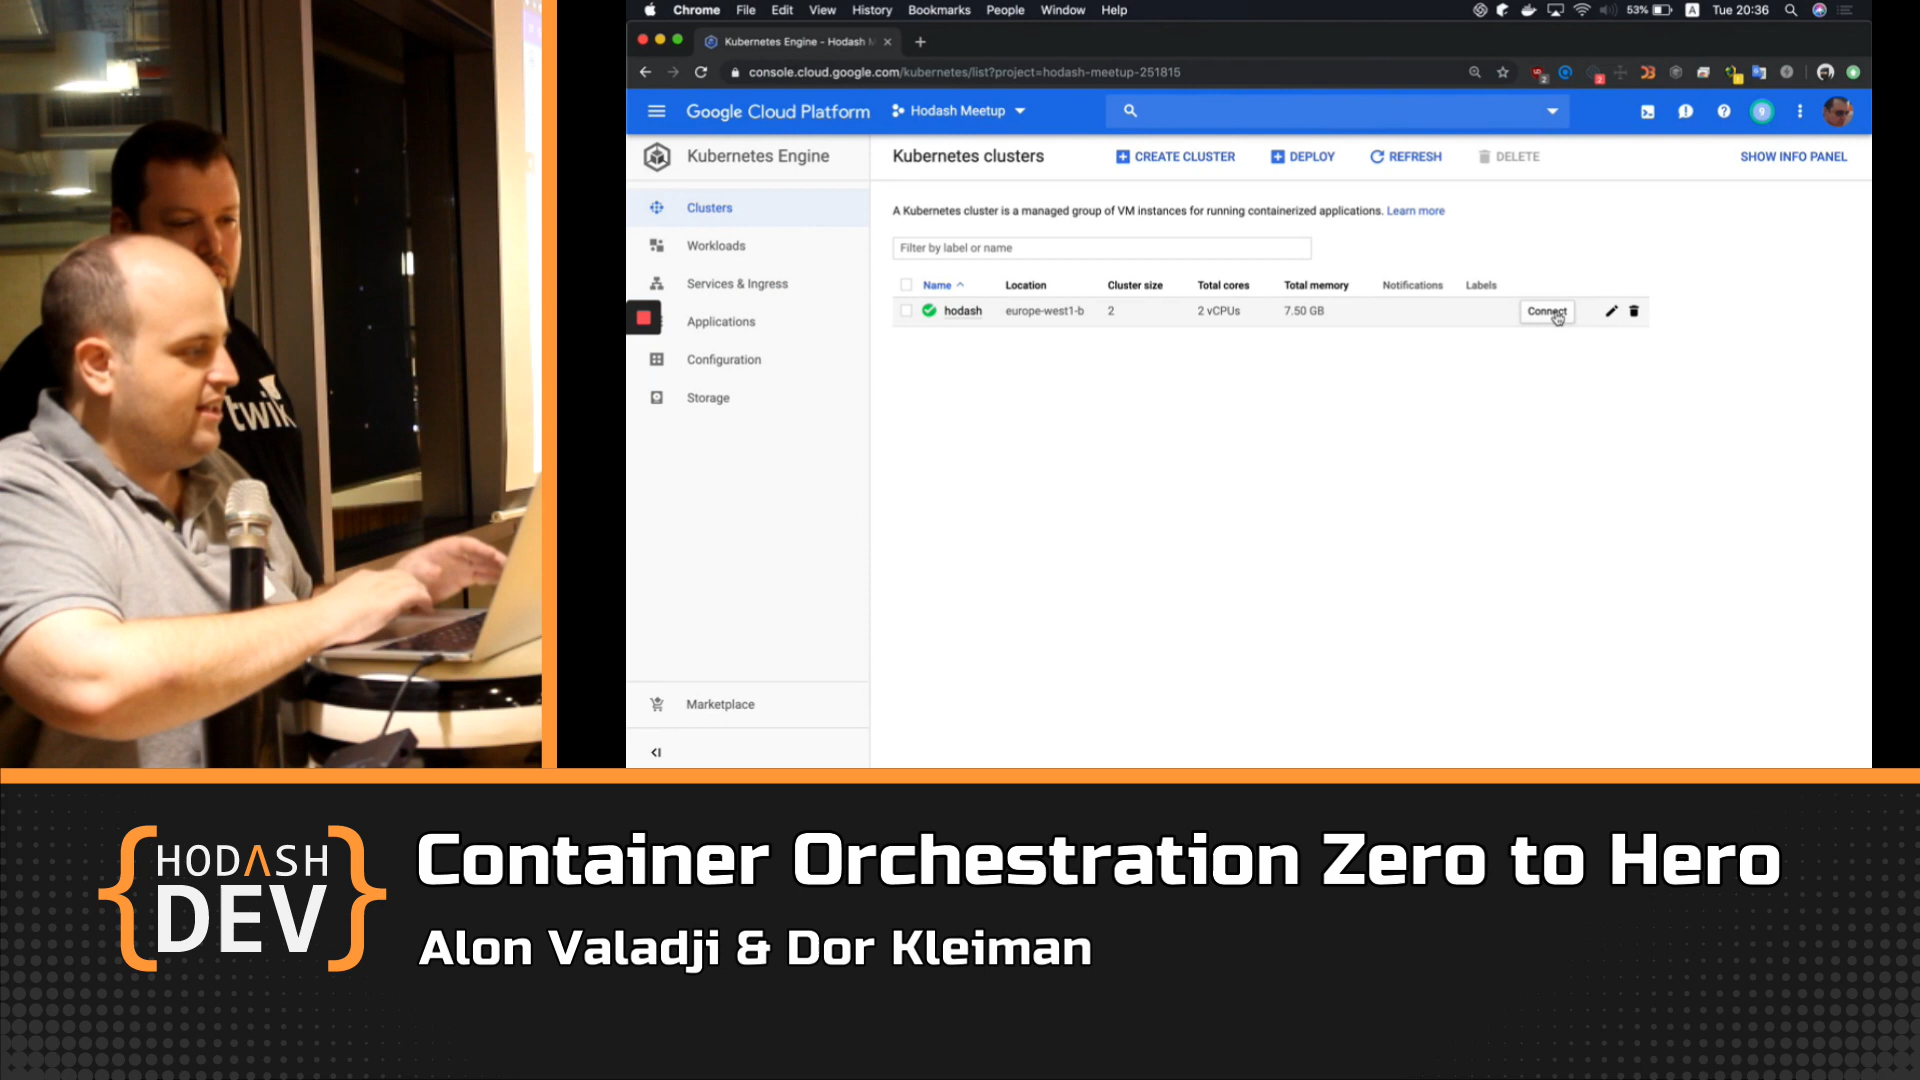 Chrome File Edit View History Bookmarks People Window Help 53% A Tue 20:36
Kubernetes Engine - Hodash M
console.cloud.google.com/kubernetes/list?project=hodash-meetup-251815
Google Cloud Platform Hodash Meetup
Kubernetes Engine
Kubernetes clusters CREATE CLUSTER DEPLOY REFRESH DELETE SHOW INFO PANEL
Clusters
Workloads
Services & Ingress
Applications
Configuration
Storage
Marketplace
A Kubernetes cluster is a managed group of VM instances for running containerized applications. Learn more
Filter by label or name
Name Location Cluster size Total cores Total memory Notifications Labels
hodash europe-west1-b 2 2 vCPUs 7.50 GB Connect
twik
HODASH
DEV
Container Orchestration Zero to Hero
Alon Valadji & Dor Kleiman